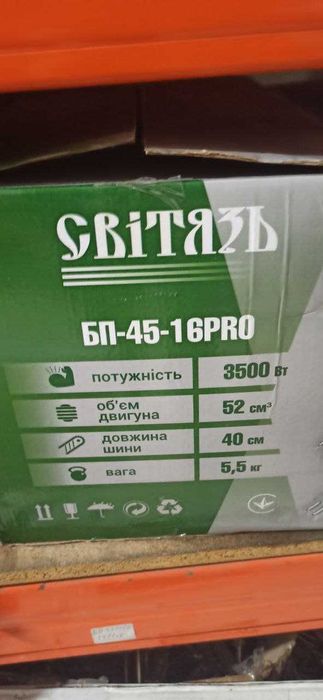 СВІТЯЗЬ
БП-45-16PRO
потужність 3500 Вт
об'єм
двигуна 52 см³
довжина
шини 40 см
вага 5,5 кг